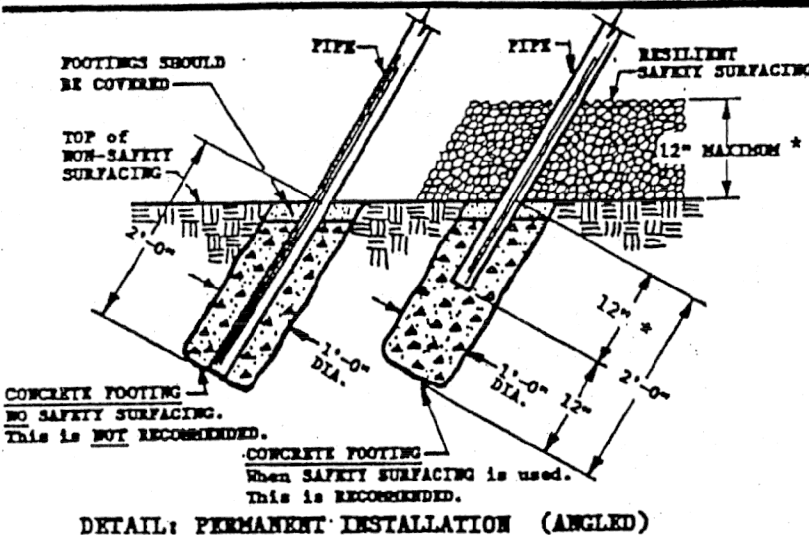 FOOTINGS SHOULD
BE COVERED
PIPE
PIPE
RESILIENT
SAFETY SURFACING
TOP of
NON-SAFETY
SURFACING
12" MAXIMUM *
2'-0"
12" *
2'-0"
1'-0"
DIA.
1'-0"
DIA.
12"
CONCRETE FOOTING
NO SAFETY SURFACING.
This is NOT RECOMMENDED.
CONCRETE FOOTING
When SAFETY SURFACING is used.
This is RECOMMENDED.
DETAIL: PERMANENT INSTALLATION (ANGLED)